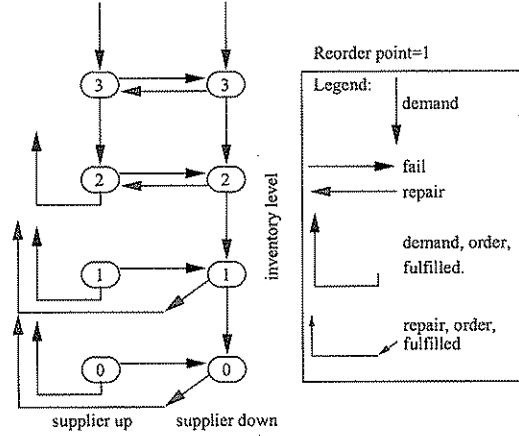 Reorder point=1
Legend:
demand
fail
repair
demand, order,
fulfilled.
repair, order,
fulfilled
3 3
2 2
1 1
0 0
inventory level
supplier up supplier down